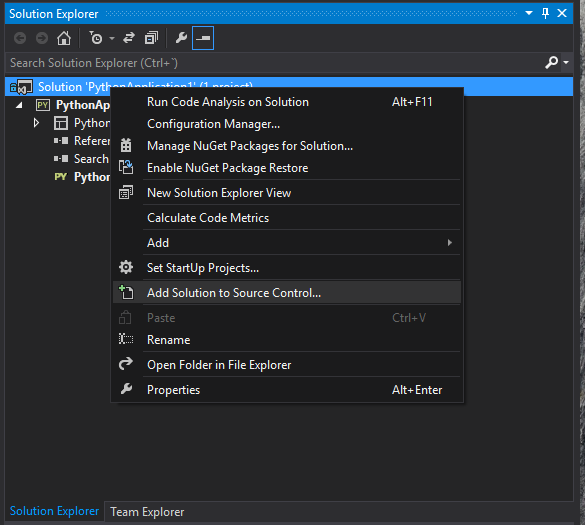 Solution Explorer
Search Solution Explorer (Ctrl+`)
Solution 'PythonApplication1' (1 project)
PythonAp
Python
Refere
Search
Python
Run Code Analysis on Solution Alt+F11
Configuration Manager...
Manage NuGet Packages for Solution...
Enable NuGet Package Restore
New Solution Explorer View
Calculate Code Metrics
Add
Set StartUp Projects...
Add Solution to Source Control...
Paste Ctrl+V
Rename
Open Folder in File Explorer
Properties Alt+Enter
Solution Explorer Team Explorer